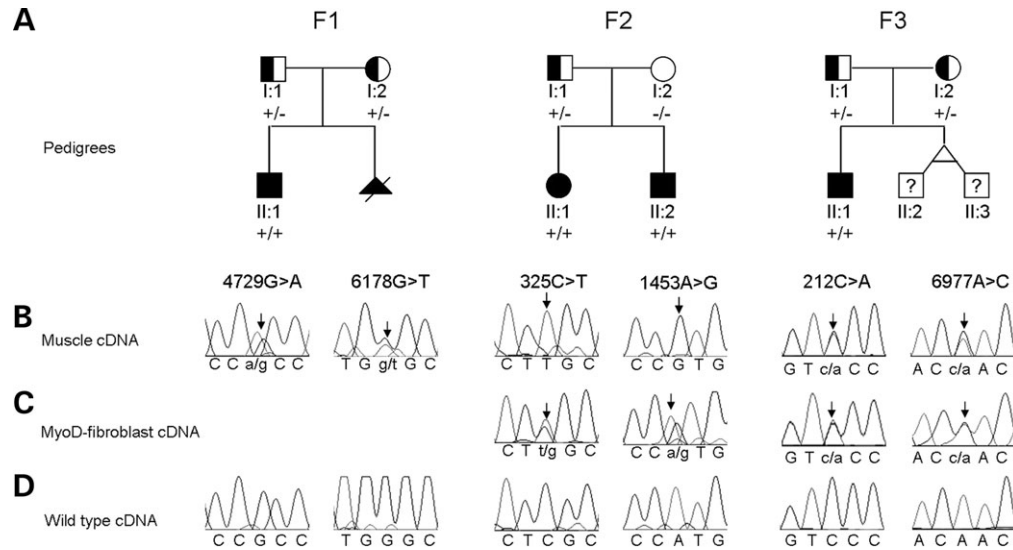 A F1 F2 F3
I:1 I:2 I:1 I:2 I:1 I:2
+/- +/- +/- -/- +/- +/-
Pedigrees
? ?
II:1 II:1 II:2 II:1 II:2 II:3
+/+ +/+ +/+ +/+
4729G>A 6178G>T 325C>T 1453A>G 212C>A 6977A>C
B Muscle cDNA
C C a/g C C T G g/t G C C T T G C C C G T G G T c/a C C A C c/a A C
C MyoD-fibroblast cDNA
C T t/g G C C C a/g T G G T c/a C C A C c/a A C
D Wild type cDNA
C C G C C T G G G C C T C G C C C A T G G T C C C A C A A C